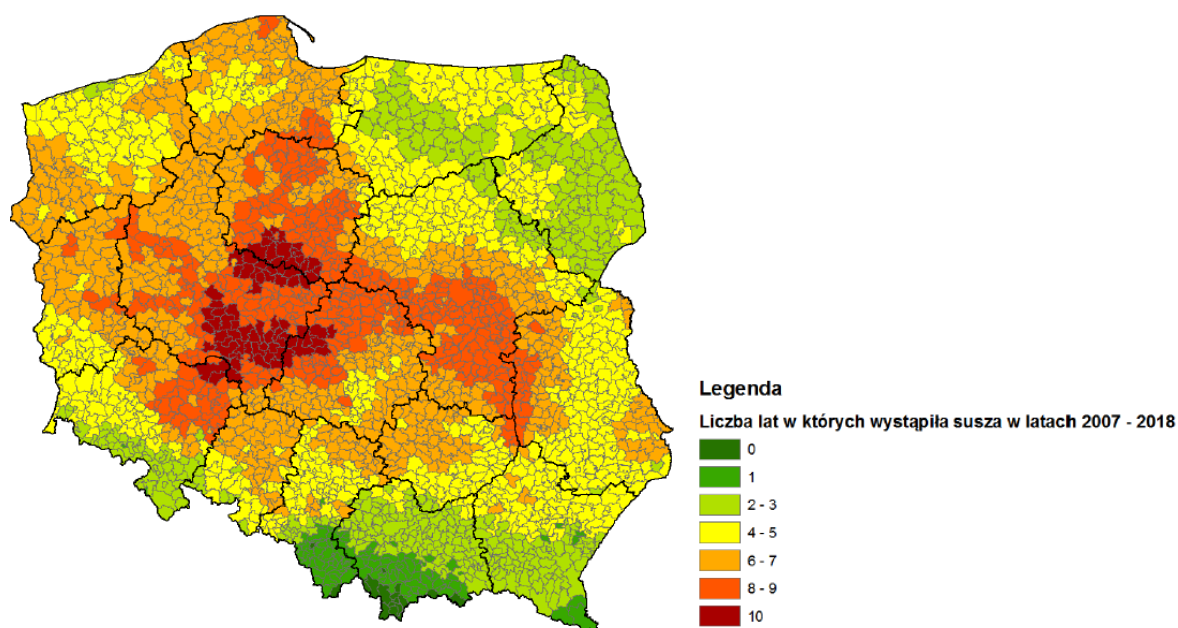 Legenda
Liczba lat w których wystąpiła susza w latach 2007 - 2018
0
1
2 - 3
4 - 5
6 - 7
8 - 9
10